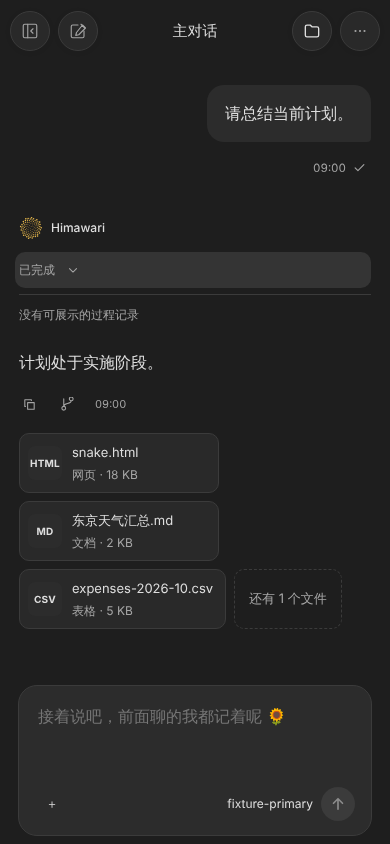 主对话
请总结当前计划。
09:00
Himawari
已完成
没有可展示的过程记录
计划处于实施阶段。
09:00
HTML
snake.html
网页 · 18 KB
MD
东京天气汇总.md
文档 · 2 KB
CSV
expenses-2026-10.csv
表格 · 5 KB
还有 1 个文件
接着说吧，前面聊的我都记着呢 🌻
+
fixture-primary